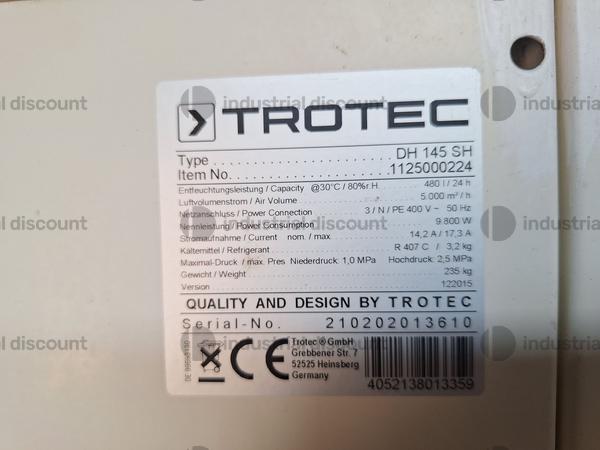 TROTEC
Type DH 145 SH
Item No. 1125000224
Entfeuchtungsleistung / Capacity @30°C / 80%r.H. 480 l / 24 h
Luftvolumenstrom / Air Volume 5.000 m³ / h
Netzanschluss / Power Connection 3 / N / PE 400 V ~ 50 Hz
Nennleistung / Power Consumption 9.800 W
Stromaufnahme / Current nom. / max. 14,2 A / 17,3 A
Kältemittel / Refrigerant R 407 C / 3,2 kg
Maximal-Druck / max. Pres Niederdruck: 1,0 MPa Hochdruck: 2,5 MPa
Gewicht / Weight 235 kg
Version 122015
QUALITY AND DESIGN BY TROTEC
Serial-No. 210202013610
CE
Trotec ® GmbH
Grebbener Str. 7
52525 Heinsberg
Germany
4052138013359
industrial discount